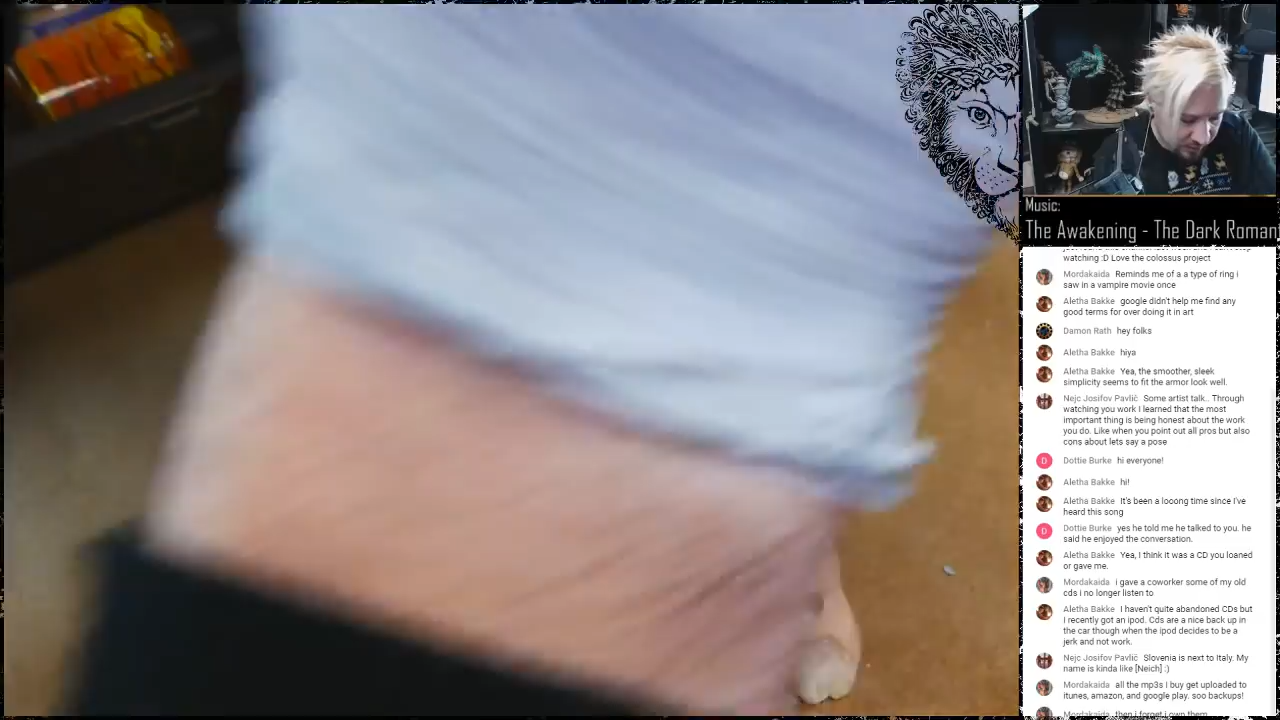 Music:
The Awakening - The Dark Roman
watching :D Love the colossus project
Mordakaida Reminds me of a a type of ring i
saw in a vampire movie once
Aletha Bakke google didn't help me find any
good terms for over doing it in art
Damon Rath hey folks
Aletha Bakke hiya
Aletha Bakke Yea, the smoother, sleek
simplicity seems to fit the armor look well.
Nejc Josifov Pavlič Some artist talk.. Through
watching you work I learned that the most
important thing is being honest about the work
you do. Like when you point out all pros but also
cons about lets say a pose
D Dottie Burke hi everyone!
Aletha Bakke hi!
Aletha Bakke It's been a looong time since I've
heard this song
D Dottie Burke yes he told me he talked to you. he
said he enjoyed the conversation.
Aletha Bakke Yea, I think it was a CD you loaned
or gave me.
Mordakaida i gave a coworker some of my old
cds i no longer listen to
Aletha Bakke I haven't quite abandoned CDs but
I recently got an ipod. Cds are a nice back up in
the car though when the ipod decides to be a
jerk and not work.
Nejc Josifov Pavlič Slovenia is next to Italy. My
name is kinda like [Neich] :)
Mordakaida all the mp3s I buy get uploaded to
itunes, amazon, and google play. soo backups!
Mordakaida then i forget i own them